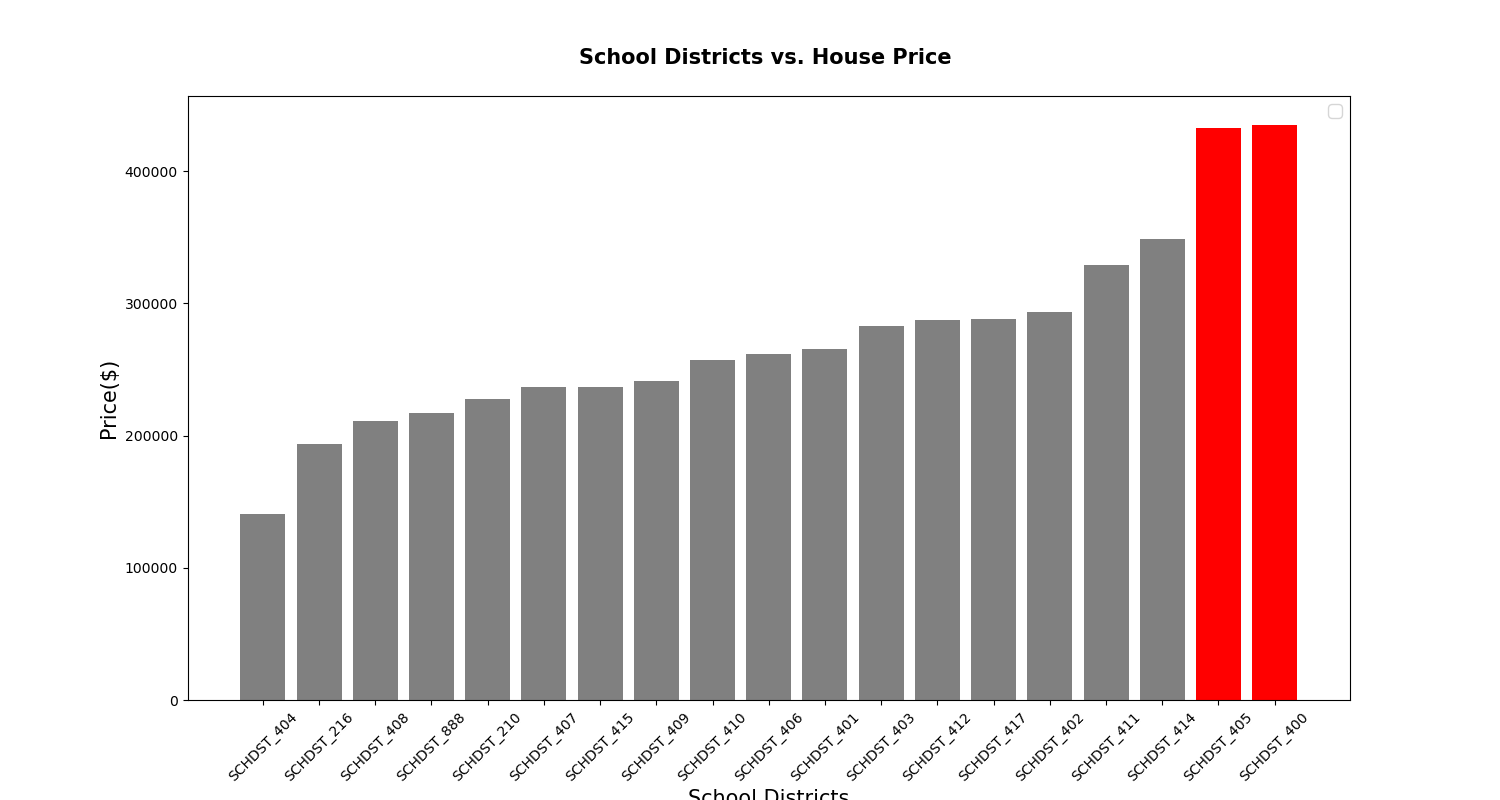 School Districts vs. House Price
Price($)
400000
300000
200000
100000
0
SCHDST_404
SCHDST_216
SCHDST_408
SCHDST_888
SCHDST_210
SCHDST_407
SCHDST_415
SCHDST_409
SCHDST_410
SCHDST_406
SCHDST_401
SCHDST_403
SCHDST_412
SCHDST_417
SCHDST_402
SCHDST_411
SCHDST_414
SCHDST_405
SCHDST_400
School Districts